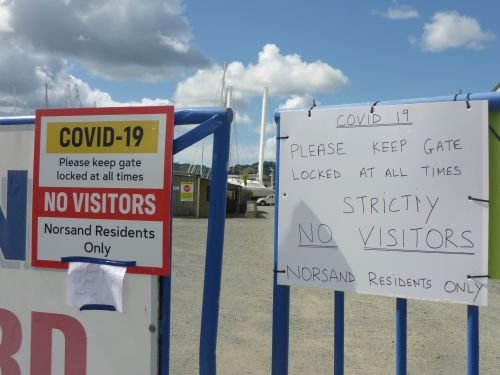 COVID-19
Please keep gate
locked at all times
NO VISITORS
Norsand Residents
Only
COVID 19
PLEASE KEEP GATE
LOCKED AT ALL TIMES
STRICTLY
NO VISITORS
NORSAND RESIDENTS ONLY